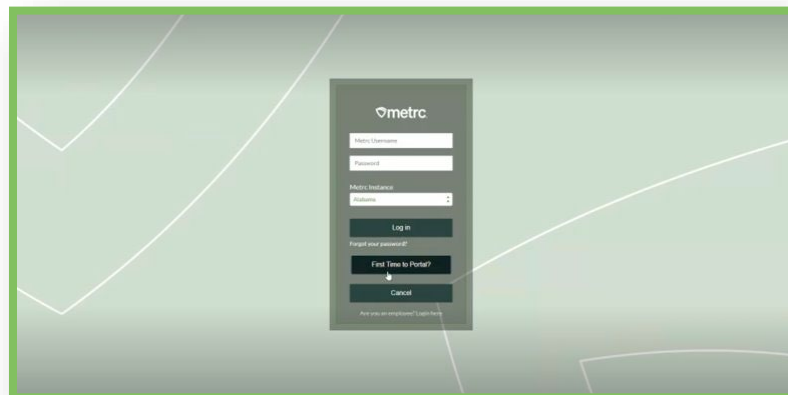 metrc
Metrc Username
Password
Metrc Instance
Alabama
Log in
Forgot your password?
First Time to Portal?
Cancel
Are you an employee? Login here